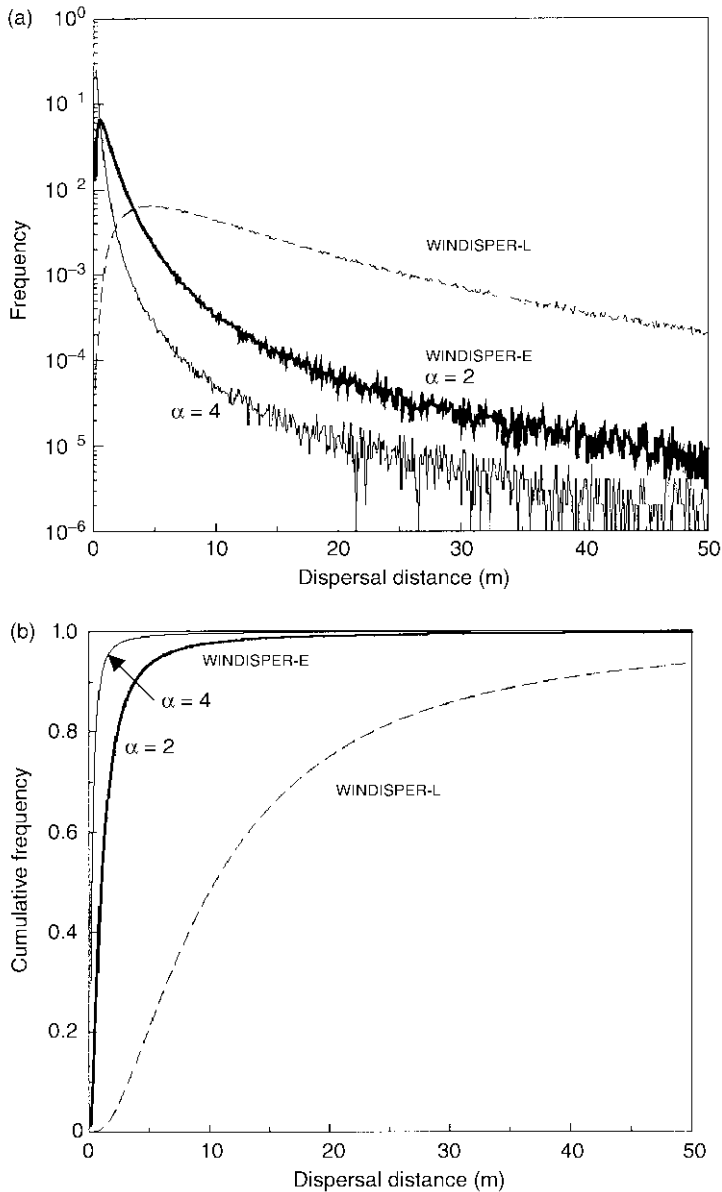 (a)
10^0
10^-1
10^-2
10^-3
10^-4
10^-5
10^-6
Frequency
WINDISPER-L
WINDISPER-E
α = 2
α = 4
0 10 20 30 40 50
Dispersal distance (m)
(b)
1.0
0.8
0.6
0.4
0.2
0
Cumulative frequency
WINDISPER-E
α = 4
α = 2
WINDISPER-L
0 10 20 30 40 50
Dispersal distance (m)